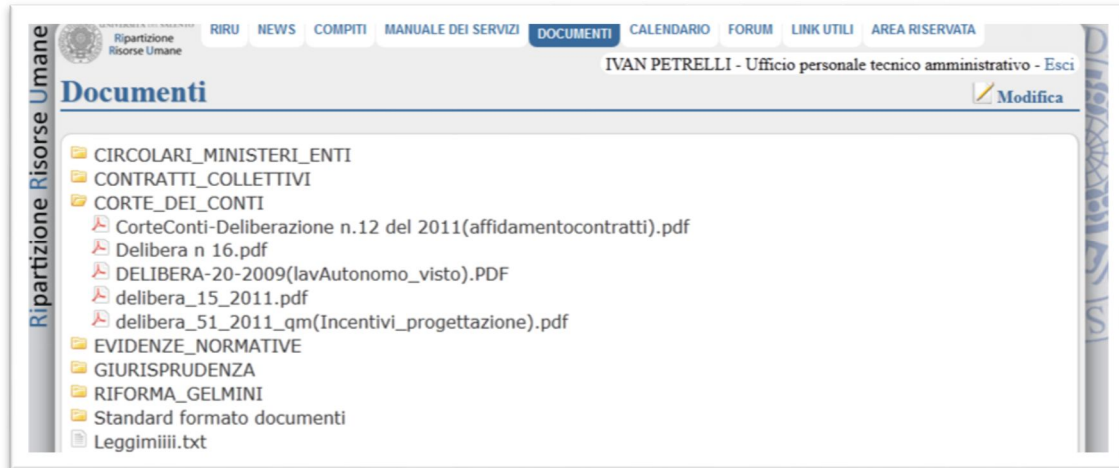 Ripartizione Risorse Umane
Ripartizione
Risorse Umane
RIRU NEWS COMPITI MANUALE DEI SERVIZI DOCUMENTI CALENDARIO FORUM LINK UTILI AREA RISERVATA
IVAN PETRELLI - Ufficio personale tecnico amministrativo - Esci
Documenti
Modifica
CIRCOLARI_MINISTERI_ENTI
CONTRATTI_COLLETTIVI
CORTE_DEI_CONTI
CorteConti-Deliberazione n.12 del 2011(affidamentocontratti).pdf
Delibera n 16.pdf
DELIBERA-20-2009(lavAutonomo_visto).PDF
delibera_15_2011.pdf
delibera_51_2011_qm(Incentivi_progettazione).pdf
EVIDENZE_NORMATIVE
GIURISPRUDENZA
RIFORMA_GELMINI
Standard formato documenti
Leggimiiii.txt